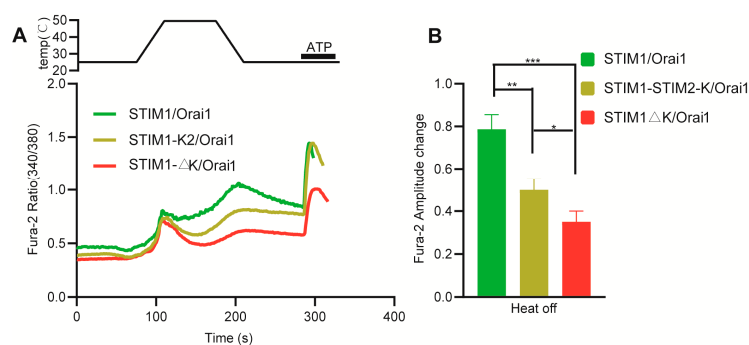 A
temp(℃)
50
40
30
20
ATP
Fura-2 Ratio(340/380)
2.0
1.5
1.0
0.5
0.0
STIM1/Orai1
STIM1-K2/Orai1
STIM1-△K/Orai1
0 100 200 300 400
Time (s)
B
STIM1/Orai1
STIM1-STIM2-K/Orai1
STIM1△K/Orai1
Fura-2 Amplitude change
1.0
0.8
0.6
0.4
0.2
0.0
***
**
*
Heat off